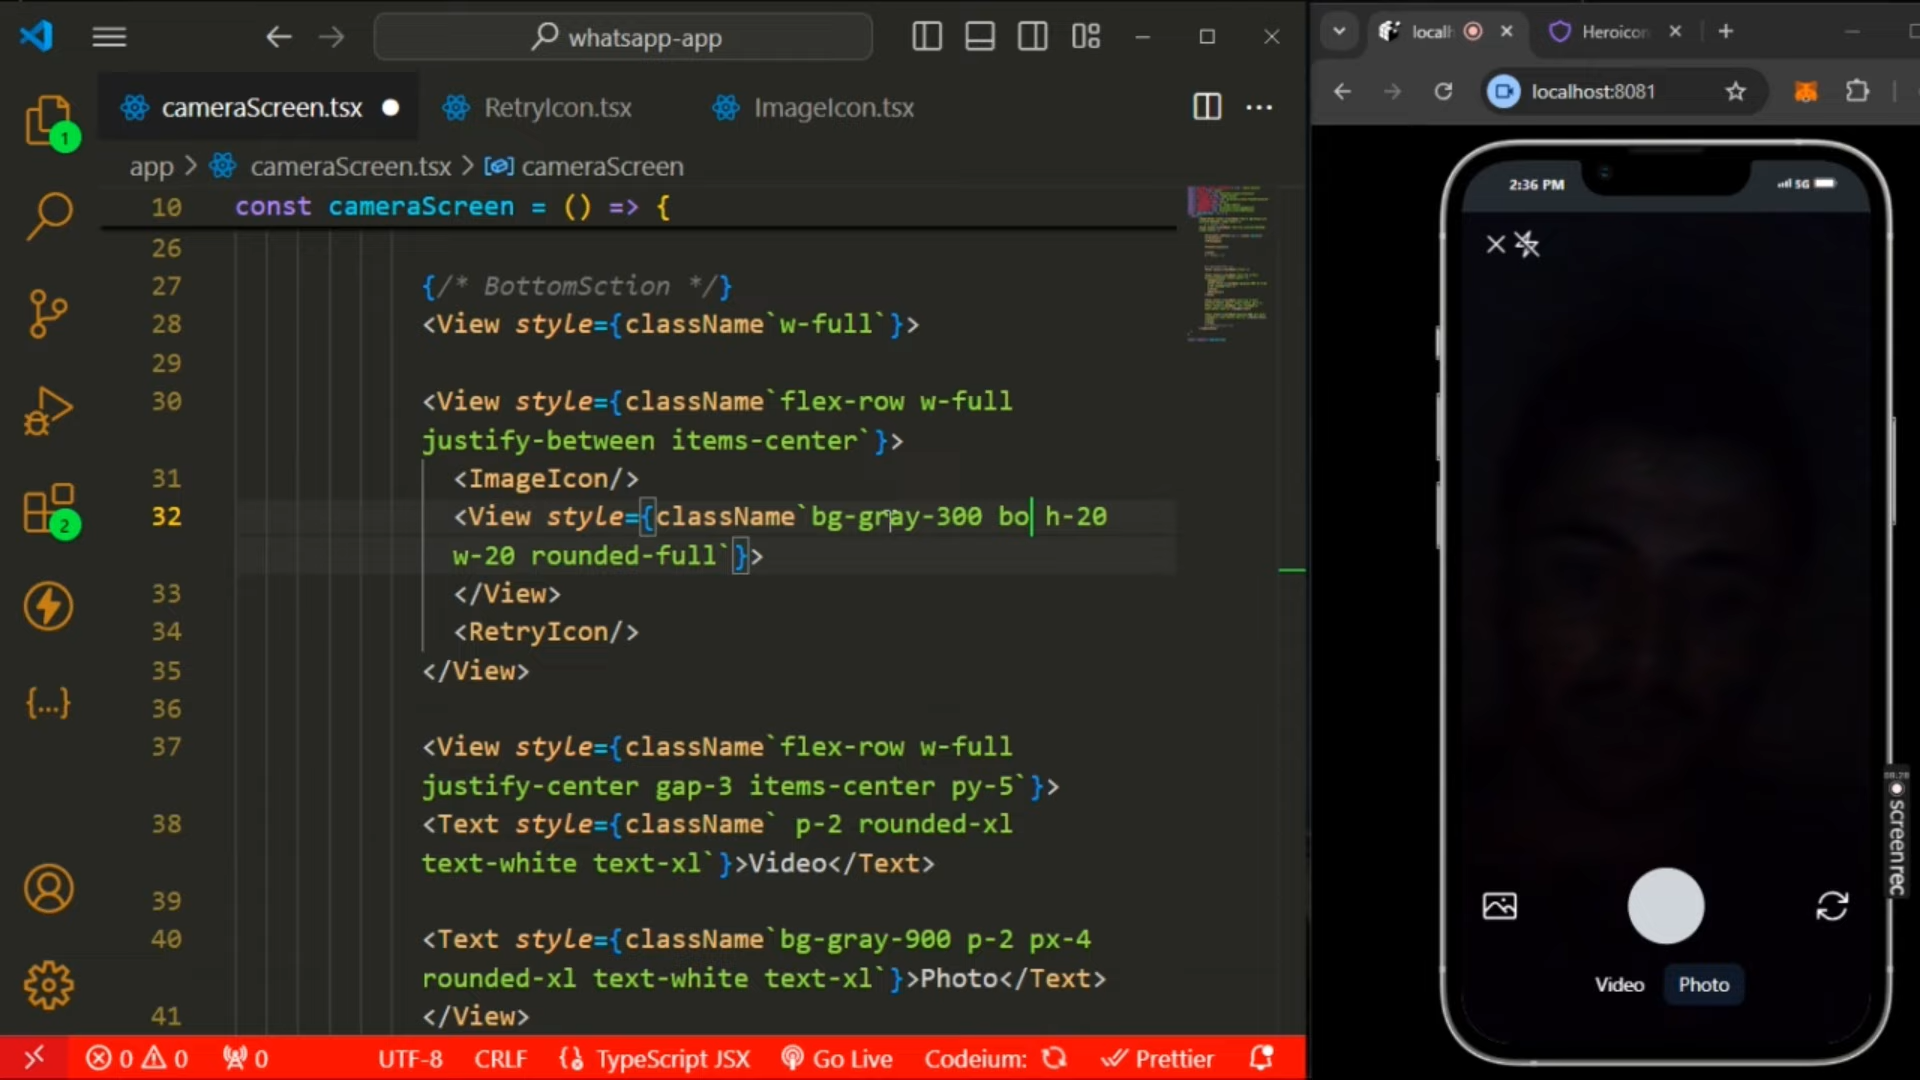 whatsapp-app
cameraScreen.tsx
RetryIcon.tsx
ImageIcon.tsx
app > cameraScreen.tsx > cameraScreen
10 const cameraScreen = () => {
26
27 {/* BottomSction */}
28 <View style={className`w-full`}>
29
30 <View style={className`flex-row w-full
justify-between items-center`}>
31 <ImageIcon/>
32 <View style={className`bg-gray-300 bo h-20
w-20 rounded-full`}>
33 </View>
34 <RetryIcon/>
35 </View>
36
37 <View style={className`flex-row w-full
justify-center gap-3 items-center py-5`}>
38 <Text style={className` p-2 rounded-xl
text-white text-xl`}>Video</Text>
39
40 <Text style={className`bg-gray-900 p-2 px-4
rounded-xl text-white text-xl`}>Photo</Text>
41 </View>
1
2
{...}
0 0 0 UTF-8 CRLF TypeScript JSX Go Live Codeium: Prettier
locall
Heroicon
localhost:8081
2:36 PM
5G
Video
Photo
screenrec